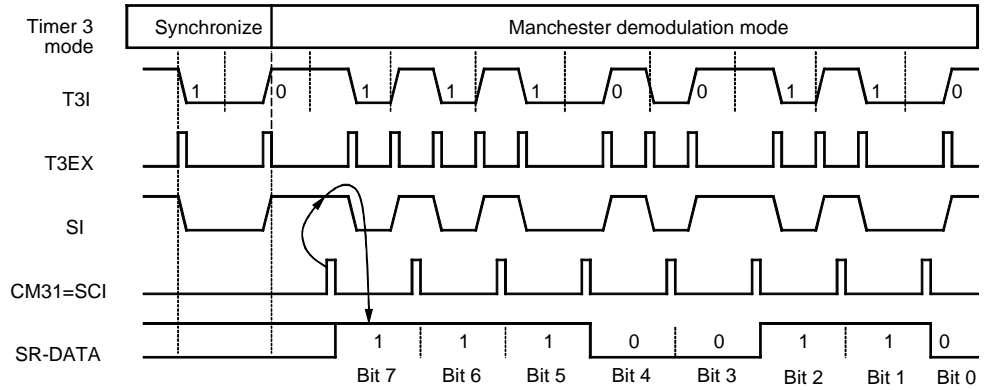 Timer 3 mode
Synchronize
Manchester demodulation mode
T3I
1 0 1 1 1 0 0 1 1 0
T3EX
SI
CM31=SCI
SR-DATA
1 1 1 0 0 1 1 0
Bit 7 Bit 6 Bit 5 Bit 4 Bit 3 Bit 2 Bit 1 Bit 0